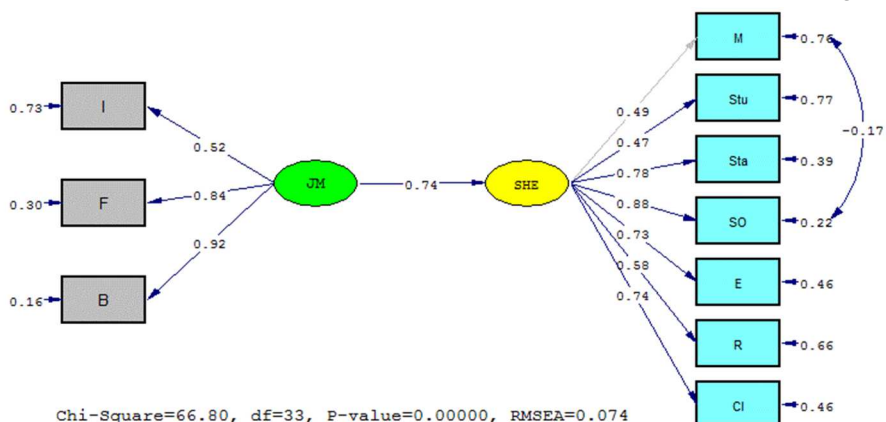 M
0.76
0.49
-0.17
I
0.73
0.52
Stu
0.77
0.47
Sta
0.39
0.78
F
0.30
0.84
JM
0.74
SHE
SO
0.22
0.88
E
0.46
0.73
B
0.16
0.92
R
0.66
0.58
CI
0.46
0.74
Chi-Square=66.80, df=33, P-value=0.00000, RMSEA=0.074